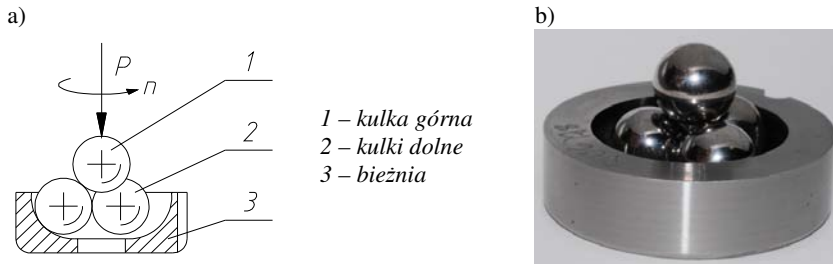 a)
b)
P
n
1
2
3
1 – kulka górna
2 – kulki dolne
3 – bieżnia